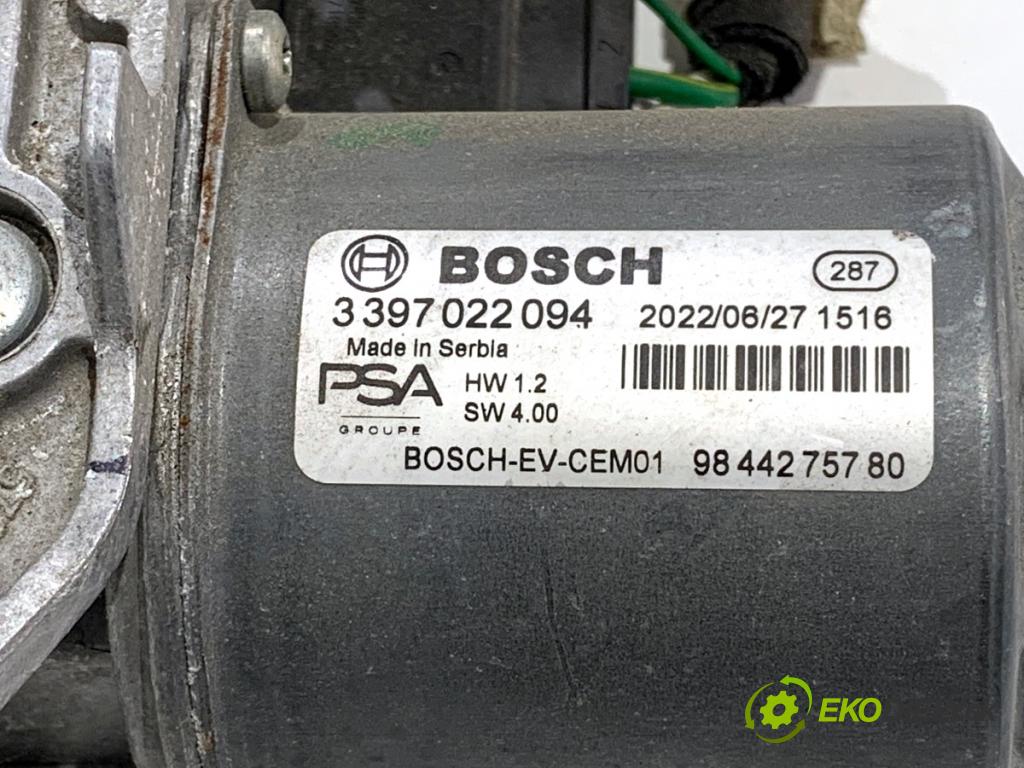 BOSCH
287
3 397 022 094
2022/06/27 1516
Made in Serbia
PSA
GROUPE
HW 1.2
SW 4.00
BOSCH-EV-CEM01 98 442 757 80
EKO